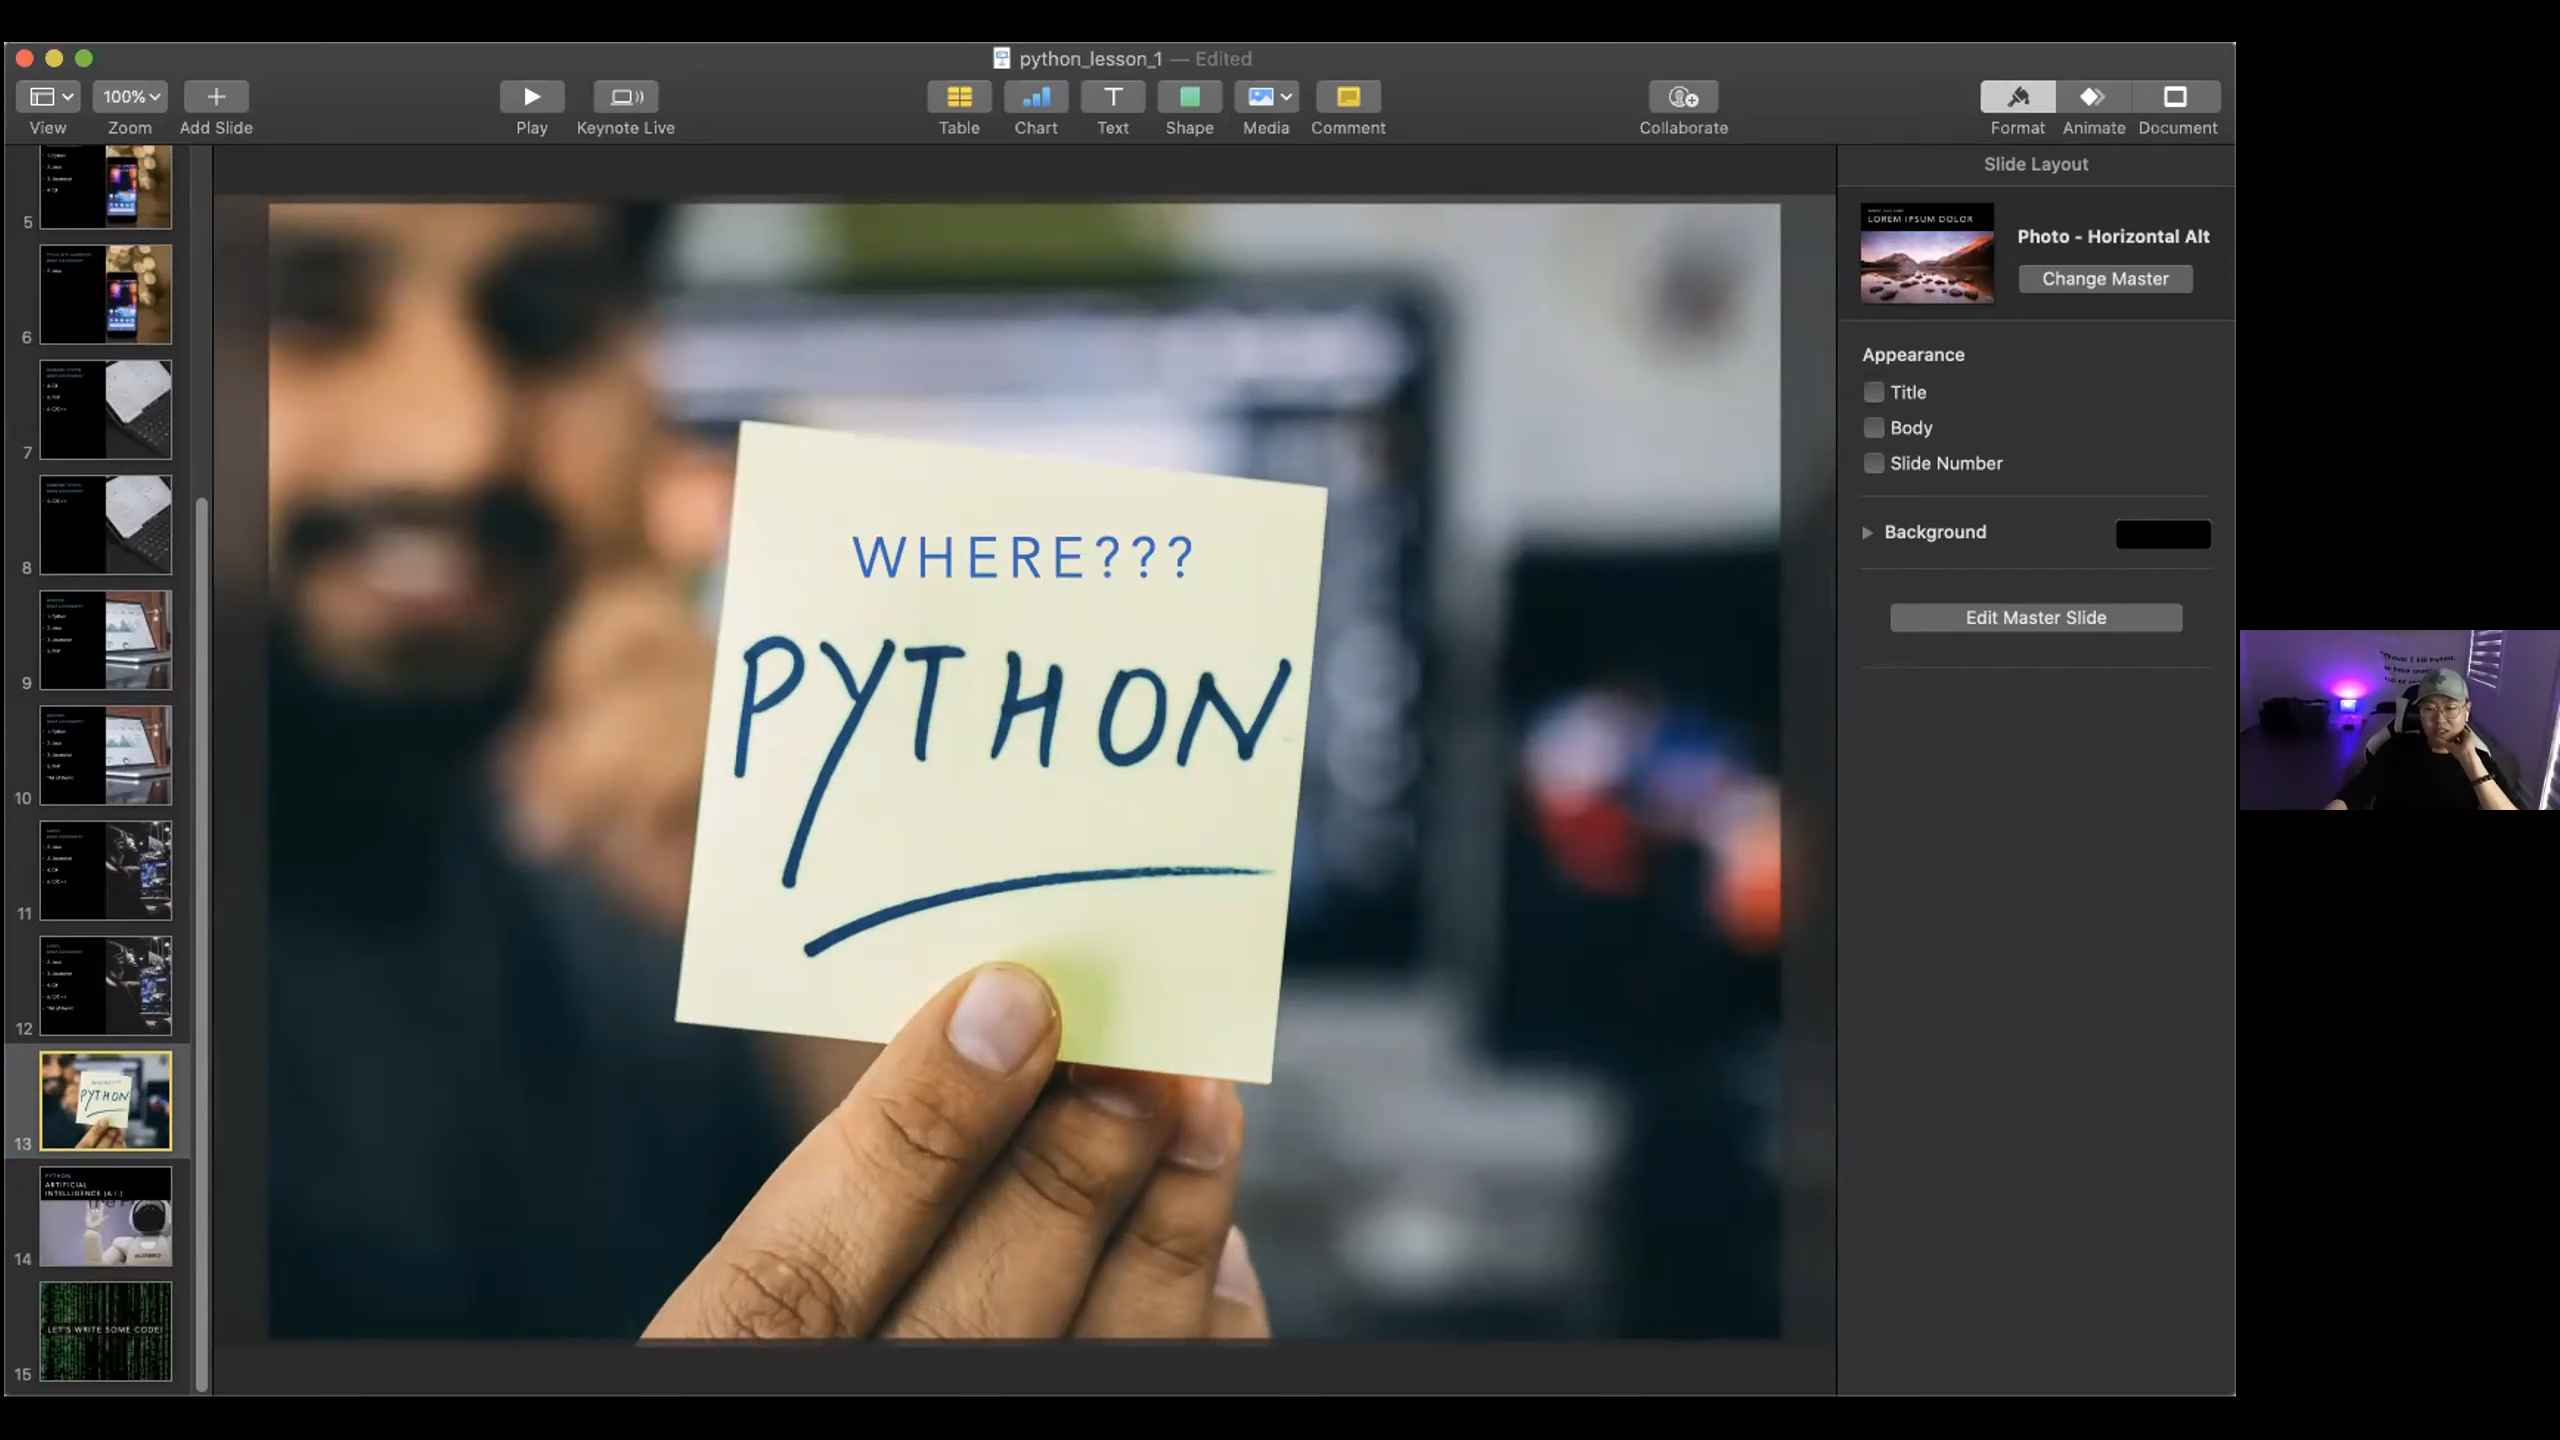 python_lesson_1 — Edited
100%
View
Zoom
Add Slide
Play
Keynote Live
Table
Chart
Text
Shape
Media
Comment
Collaborate
Format
Animate
Document
5
6
7
8
9
10
11
12
13
14
15
PYTHON
ARTIFICIAL
INTELLIGENCE (A.I.)
LET'S WRITE SOME CODE!
WHERE???
PYTHON
Slide Layout
LOREM IPSUM DOLOR
Photo - Horizontal Alt
Change Master
Appearance
Title
Body
Slide Number
Background
Edit Master Slide